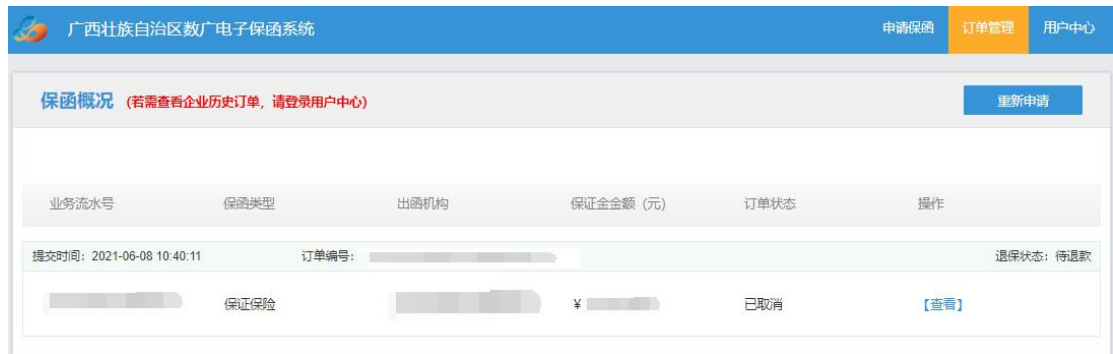 广西壮族自治区数广电子保函系统 申请保函 订单管理 用户中心
保函概况 (若需查看企业历史订单，请登录用户中心) 重新申请
业务流水号 保函类型 出函机构 保证金金额（元） 订单状态 操作
提交时间：2021-06-08 10:40:11 订单编号： 退保状态：待退款
保证保险 ¥ 已取消 【查看】